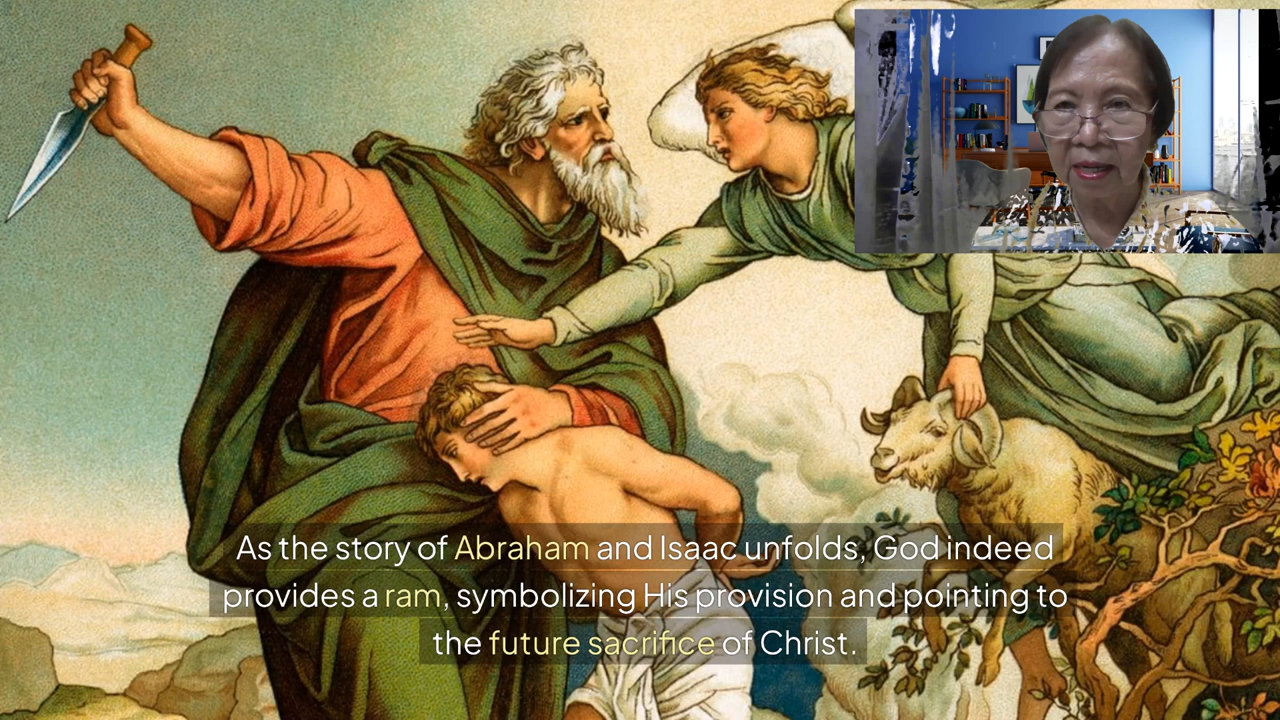 As the story of Abraham and Isaac unfolds, God indeed
provides a ram, symbolizing His provision and pointing to
the future sacrifice of Christ.